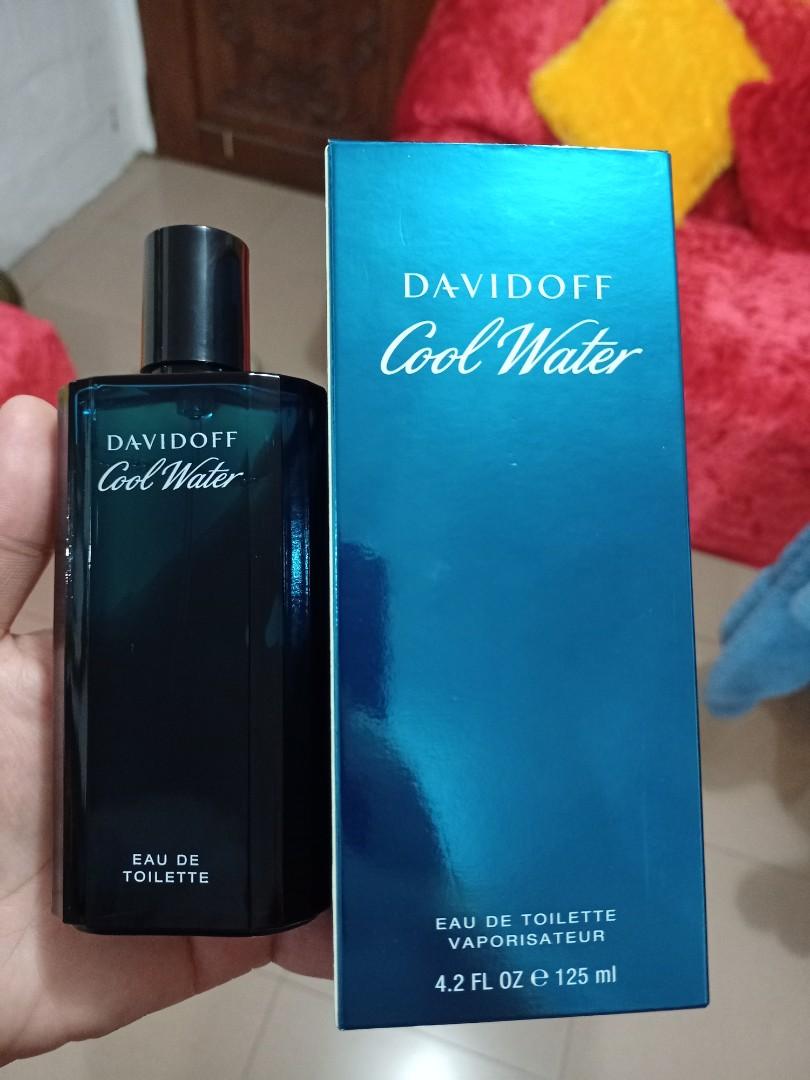 DAVIDOFF
Cool Water
EAU DE
TOILETTE
DAVIDOFF
Cool Water
EAU DE TOILETTE
VAPORISATEUR
4.2 FL OZ ℮ 125 ml